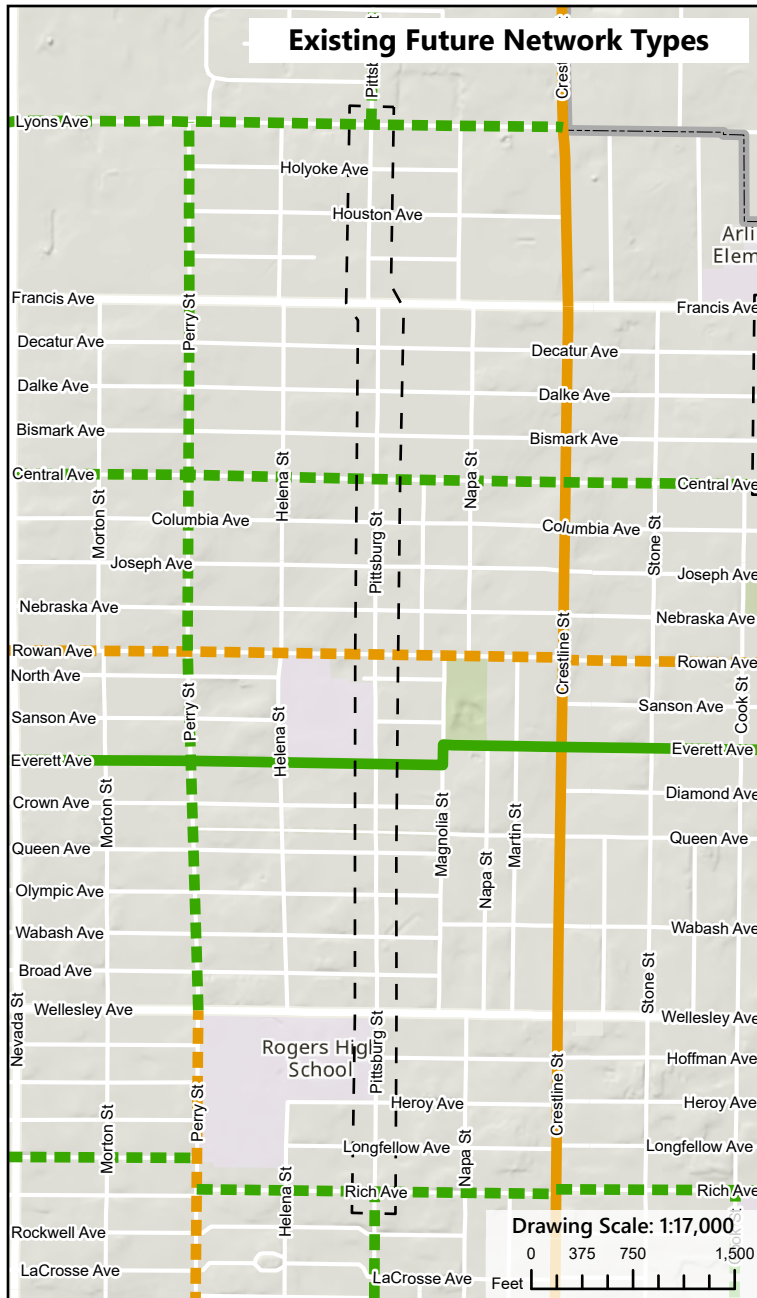 Existing Future Network Types
Pittsb
Crest
Lyons Ave
Holyoke Ave
Houston Ave
Arli
Elem
Francis Ave
Francis Ave
Perry St
Decatur Ave
Decatur Ave
Dalke Ave
Dalke Ave
Bismark Ave
Bismark Ave
Central Ave
Helena St
Napa St
Central Ave
Morton St
Columbia Ave
Pittsburg St
Columbia Ave
Stone St
Joseph Ave
Joseph Ave
Nebraska Ave
Nebraska Ave
Rowan Ave
Crestline St
Rowan Ave
North Ave
Perry St
Helena St
Sanson Ave
Sanson Ave
Cook St
Everett Ave
Everett Ave
Crown Ave
Morton St
Diamond Ave
Magnolia St
Napa St
Martin St
Queen Ave
Queen Ave
Olympic Ave
Wabash Ave
Wabash Ave
Broad Ave
Stone St
Wellesley Ave
Wellesley Ave
Nevada St
Rogers High
School
Pittsburg St
Hoffman Ave
Perry St
Crestline St
Heroy Ave
Heroy Ave
Morton St
Longfellow Ave
Napa St
Longfellow Ave
Helena St
Rich Ave
Rich Ave
Rockwell Ave
LaCrosse Ave
LaCrosse Ave
Drawing Scale: 1:17,000
0 375 750 1,500
Feet